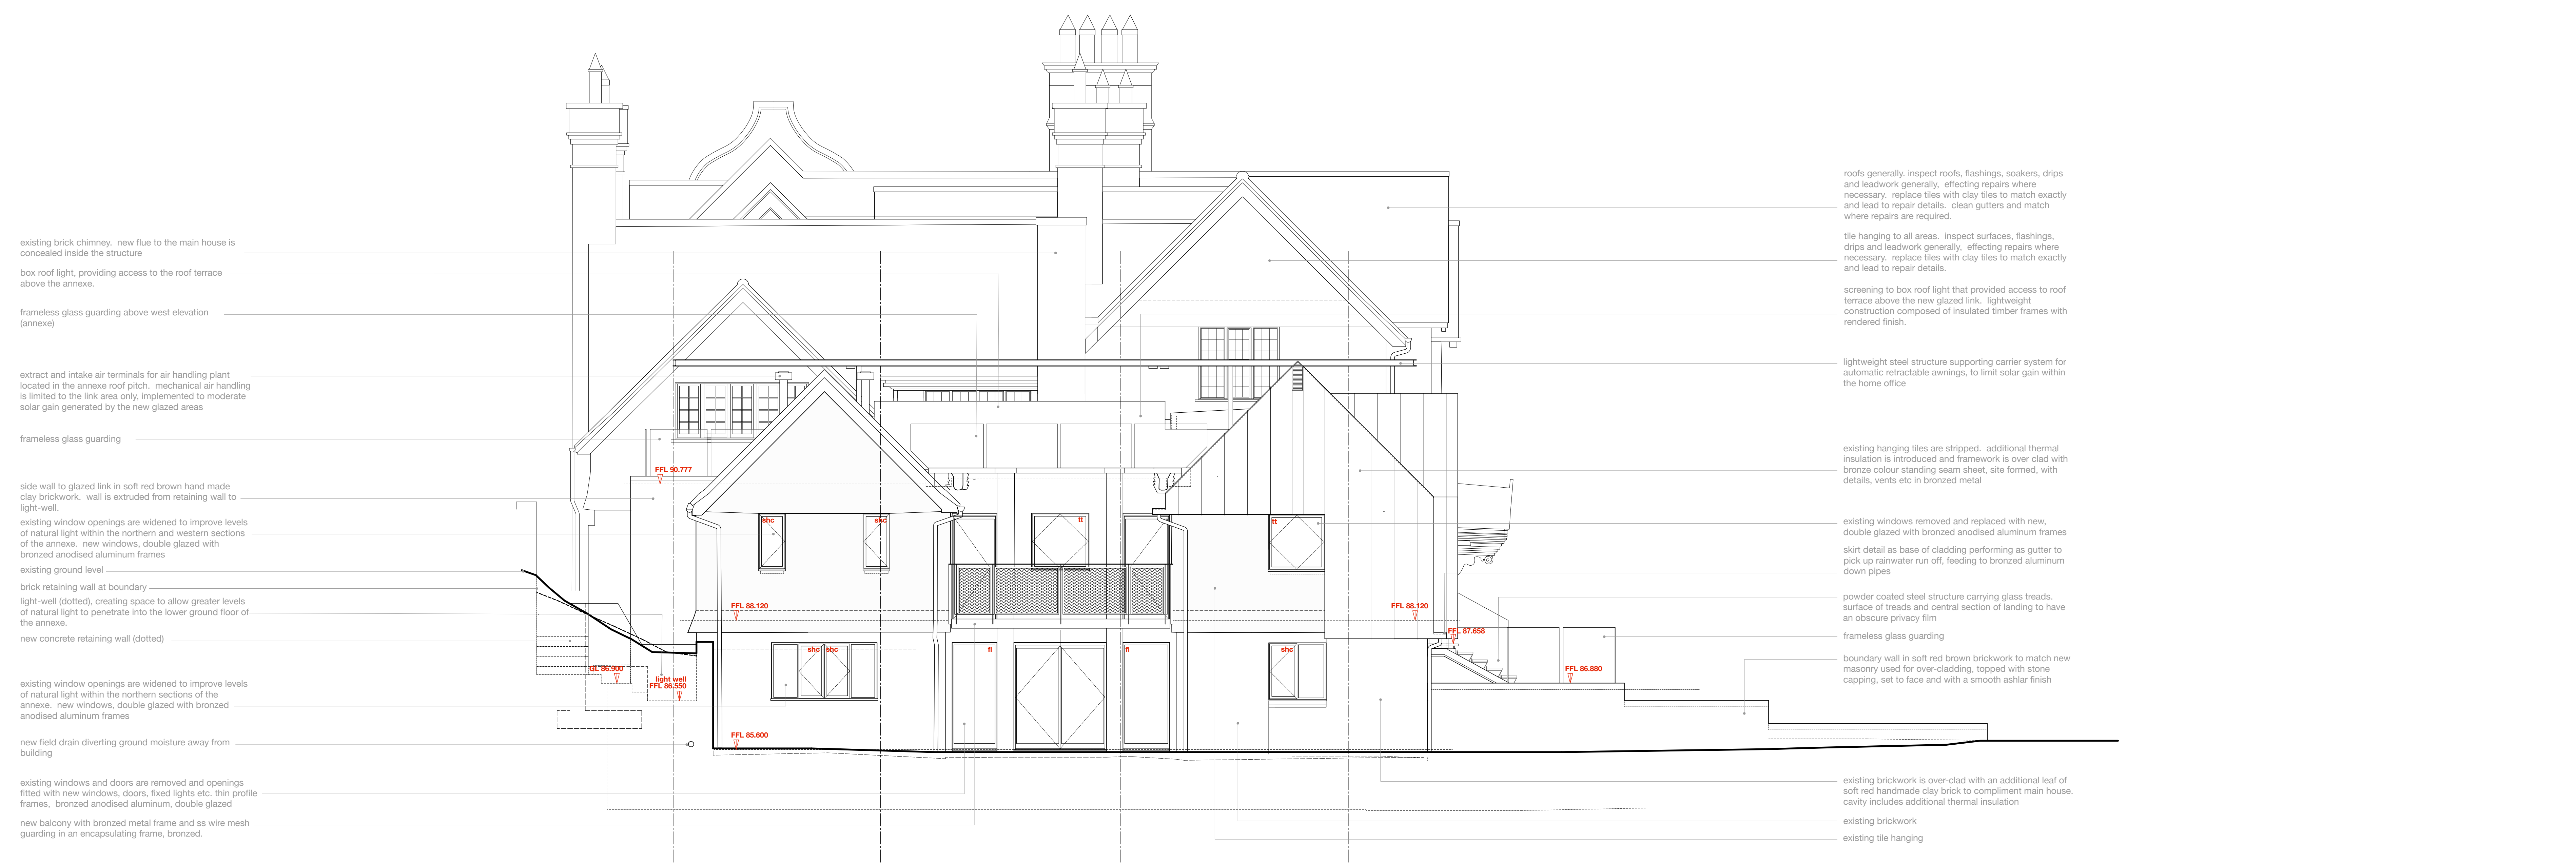 existing brick chimney.  new flue to the main house is
concealed inside the structure
box roof light, providing access to the roof terrace
above the annexe.
frameless glass guarding above west elevation
(annexe)
extract and intake air terminals for air handling plant
located in the annexe roof pitch.  mechanical air handling
is limited to the link area only, implemented to moderate
solar gain generated by the new glazed areas
frameless glass guarding
side wall to glazed link in soft red brown hand made
clay brickwork.  wall is extruded from retaining wall to
light-well.
existing window openings are widened to improve levels
of natural light within the northern and western sections
of the annexe.  new windows, double glazed with
bronzed anodised aluminum frames
existing ground level
brick retaining wall at boundary
light-well (dotted), creating space to allow greater levels
of natural light to penetrate into the lower ground floor of
the annexe.
new concrete retaining wall (dotted)
existing window openings are widened to improve levels
of natural light within the northern sections of the
annexe.  new windows, double glazed with bronzed
anodised aluminum frames
new field drain diverting ground moisture away from
building
existing windows and doors are removed and openings
fitted with new windows, doors, fixed lights etc. thin profile
frames,  bronzed anodised aluminum, double glazed
new balcony with bronzed metal frame and ss wire mesh
guarding in an encapsulating frame, bronzed.
FFL 90.777
shc
shc
tt
tt
FFL 88.120
FFL 88.120
FFL 87.658
shc
shc
fl
fl
shc
GL 86.900
light well
FFL 86.550
FFL 86.880
FFL 85.600
roofs generally. inspect roofs, flashings, soakers, drips
and leadwork generally,  effecting repairs where
necessary.  replace tiles with clay tiles to match exactly
and lead to repair details.  clean gutters and match
where repairs are required.
tile hanging to all areas.  inspect surfaces, flashings,
drips and leadwork generally,  effecting repairs where
necessary.  replace tiles with clay tiles to match exactly
and lead to repair details.
screening to box roof light that provided access to roof
terrace above the new glazed link.  lightweight
construction composed of insulated timber frames with
rendered finish.
lightweight steel structure supporting carrier system for
automatic retractable awnings, to limit solar gain within
the home office
existing hanging tiles are stripped.  additional thermal
insulation is introduced and framework is over clad with
bronze colour standing seam sheet, site formed, with
details, vents etc in bronzed metal
existing windows removed and replaced with new,
double glazed with bronzed anodised aluminum frames
skirt detail as base of cladding performing as gutter to
pick up rainwater run off, feeding to bronzed aluminum
down pipes
powder coated steel structure carrying glass treads.
surface of treads and central section of landing to have
an obscure privacy film
frameless glass guarding
boundary wall in soft red brown brickwork to match new
masonry used for over-cladding, topped with stone
capping, set to face and with a smooth ashlar finish
existing brickwork is over-clad with an additional leaf of
soft red handmade clay brick to compliment main house.
cavity includes additional thermal insulation
existing brickwork
existing tile hanging